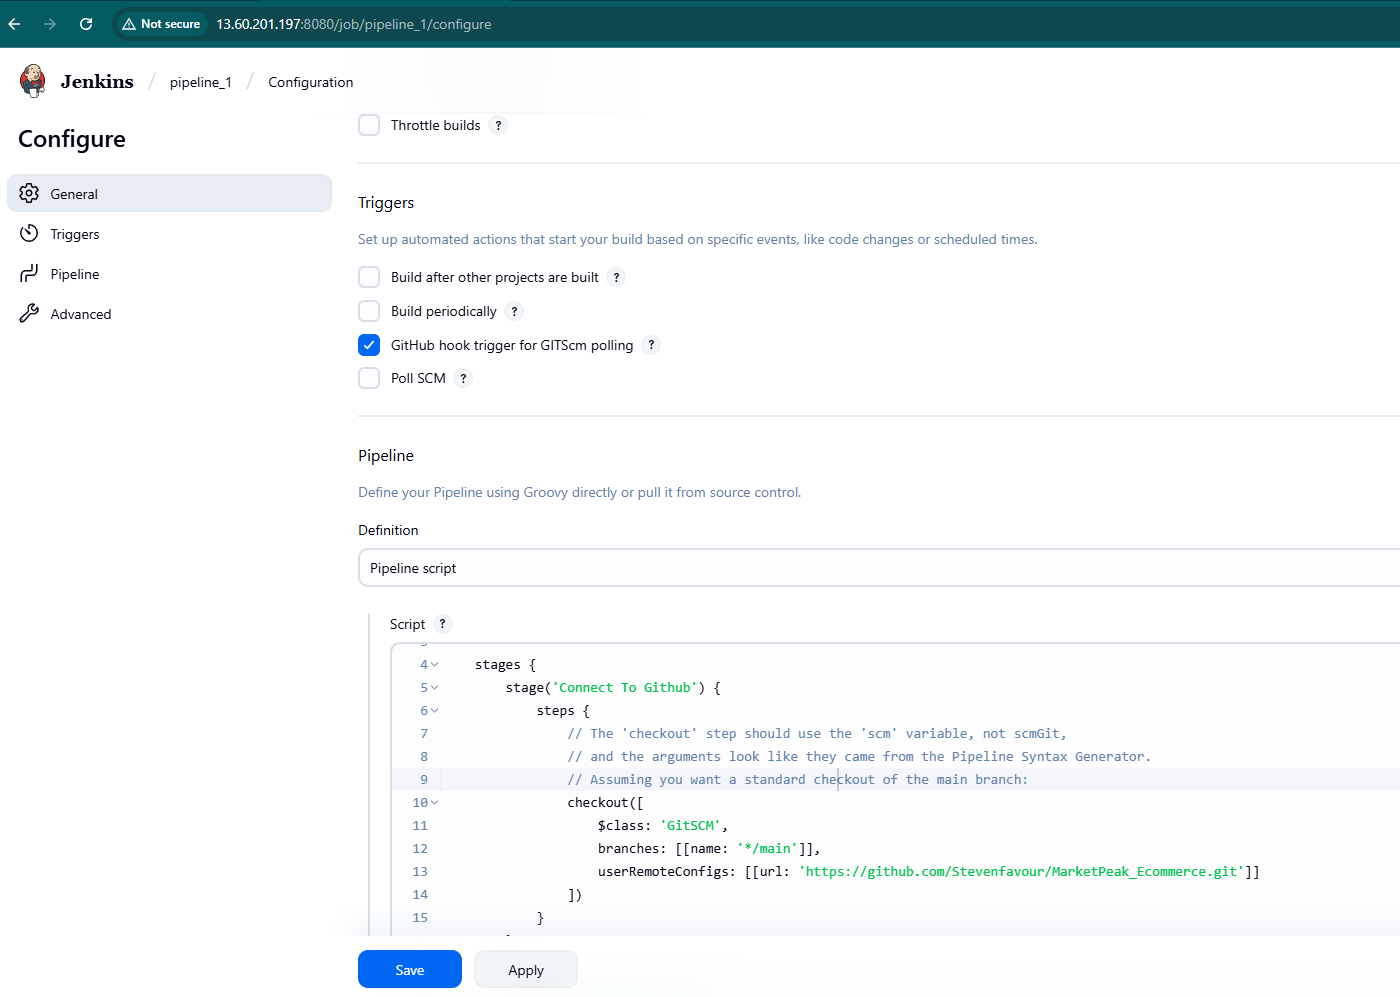 Not secure 13.60.201.197:8080/job/pipeline_1/configure
Jenkins / pipeline_1 / Configuration
Configure
General
Triggers
Pipeline
Advanced
Throttle builds ?
Triggers
Set up automated actions that start your build based on specific events, like code changes or scheduled times.
Build after other projects are built ?
Build periodically ?
GitHub hook trigger for GITScm polling ?
Poll SCM ?
Pipeline
Define your Pipeline using Groovy directly or pull it from source control.
Definition
Pipeline script
Script ?
4 stages {
5 stage('Connect To Github') {
6 steps {
7 // The 'checkout' step should use the 'scm' variable, not scmGit,
8 // and the arguments look like they came from the Pipeline Syntax Generator.
9 // Assuming you want a standard checkout of the main branch:
10 checkout([
11 $class: 'GitSCM',
12 branches: [[name: '*/main']],
13 userRemoteConfigs: [[url: 'https://github.com/Stevenfavour/MarketPeak_Ecommerce.git']]
14 ])
15 }
Save
Apply